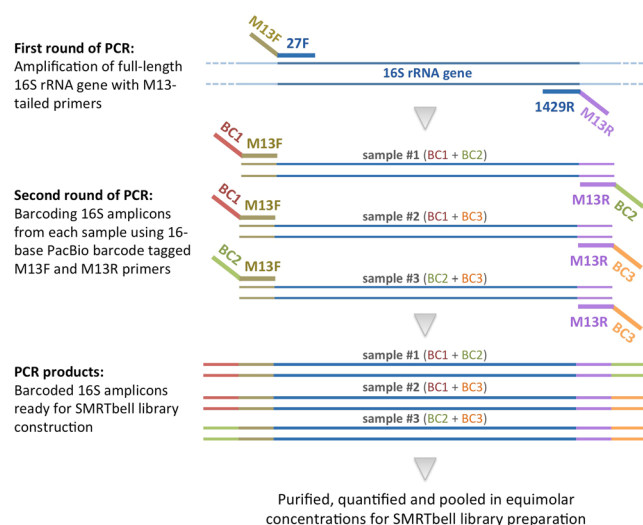 First round of PCR:
Amplification of full-length
16S rRNA gene with M13-
tailed primers
M13F
27F
16S rRNA gene
1429R
M13R
BC1
M13F
sample #1 (BC1 + BC2)
M13R
BC2
Second round of PCR:
Barcoding 16S amplicons
from each sample using 16-
base PacBio barcode tagged
M13F and M13R primers
BC1
M13F
sample #2 (BC1 + BC3)
M13R
BC3
BC2
M13F
sample #3 (BC2 + BC3)
M13R
BC3
PCR products:
Barcoded 16S amplicons
ready for SMRTbell library
construction
sample #1 (BC1 + BC2)
sample #2 (BC1 + BC3)
sample #3 (BC2 + BC3)
Purified, quantified and pooled in equimolar
concentrations for SMRTbell library preparation